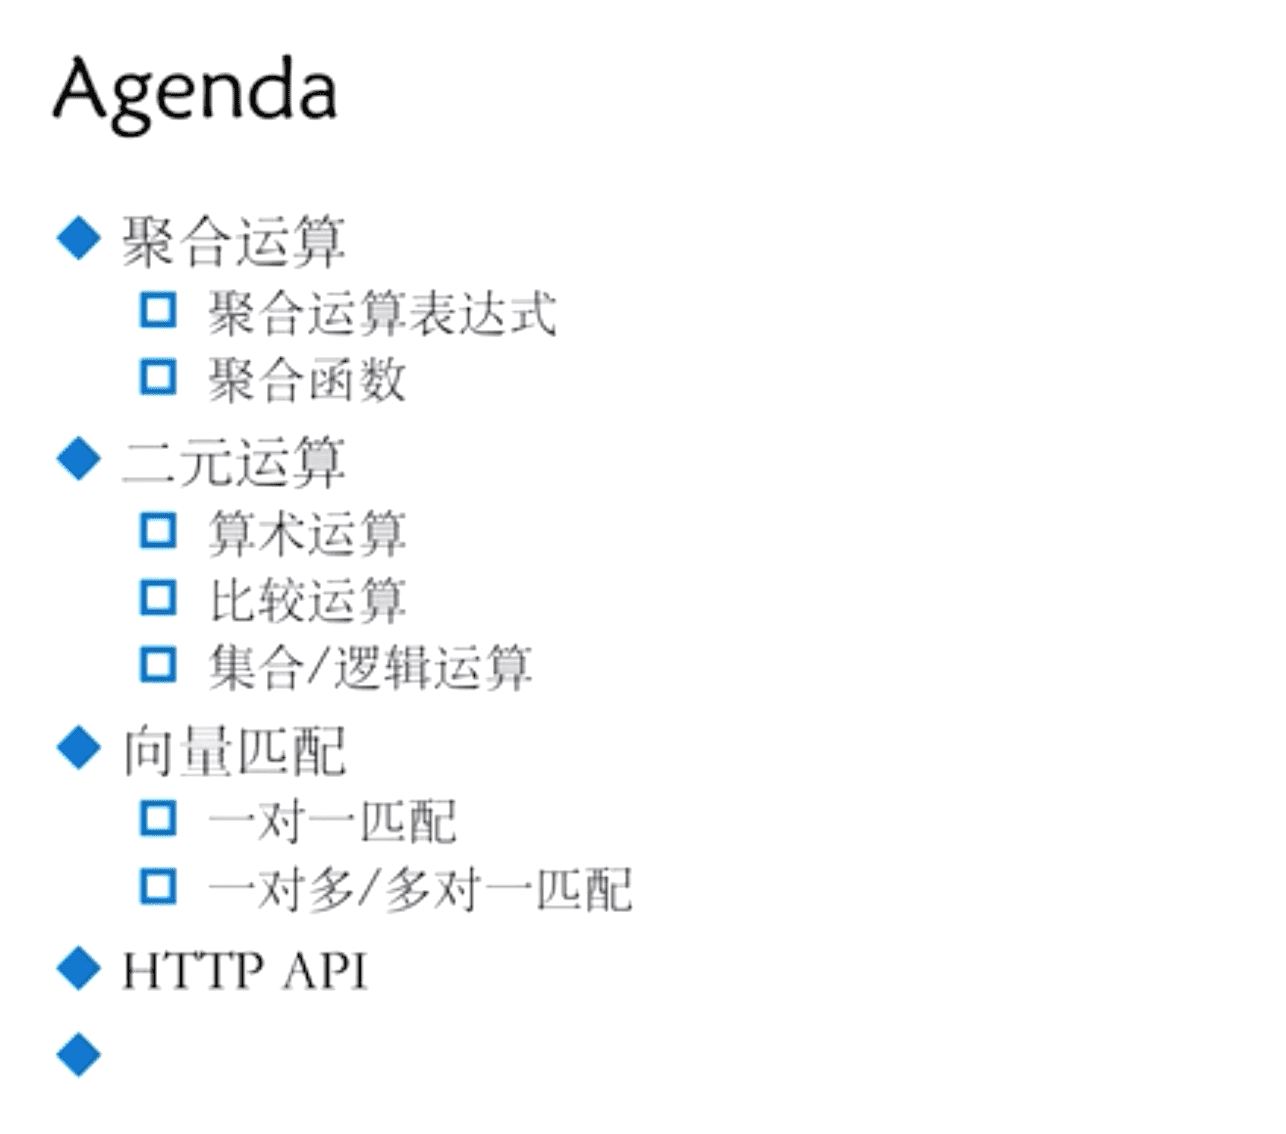 Agenda
聚合运算
聚合运算表达式
聚合函数
二元运算
算术运算
比较运算
集合/逻辑运算
向量匹配
一对一匹配
一对多/多对一匹配
HTTP API